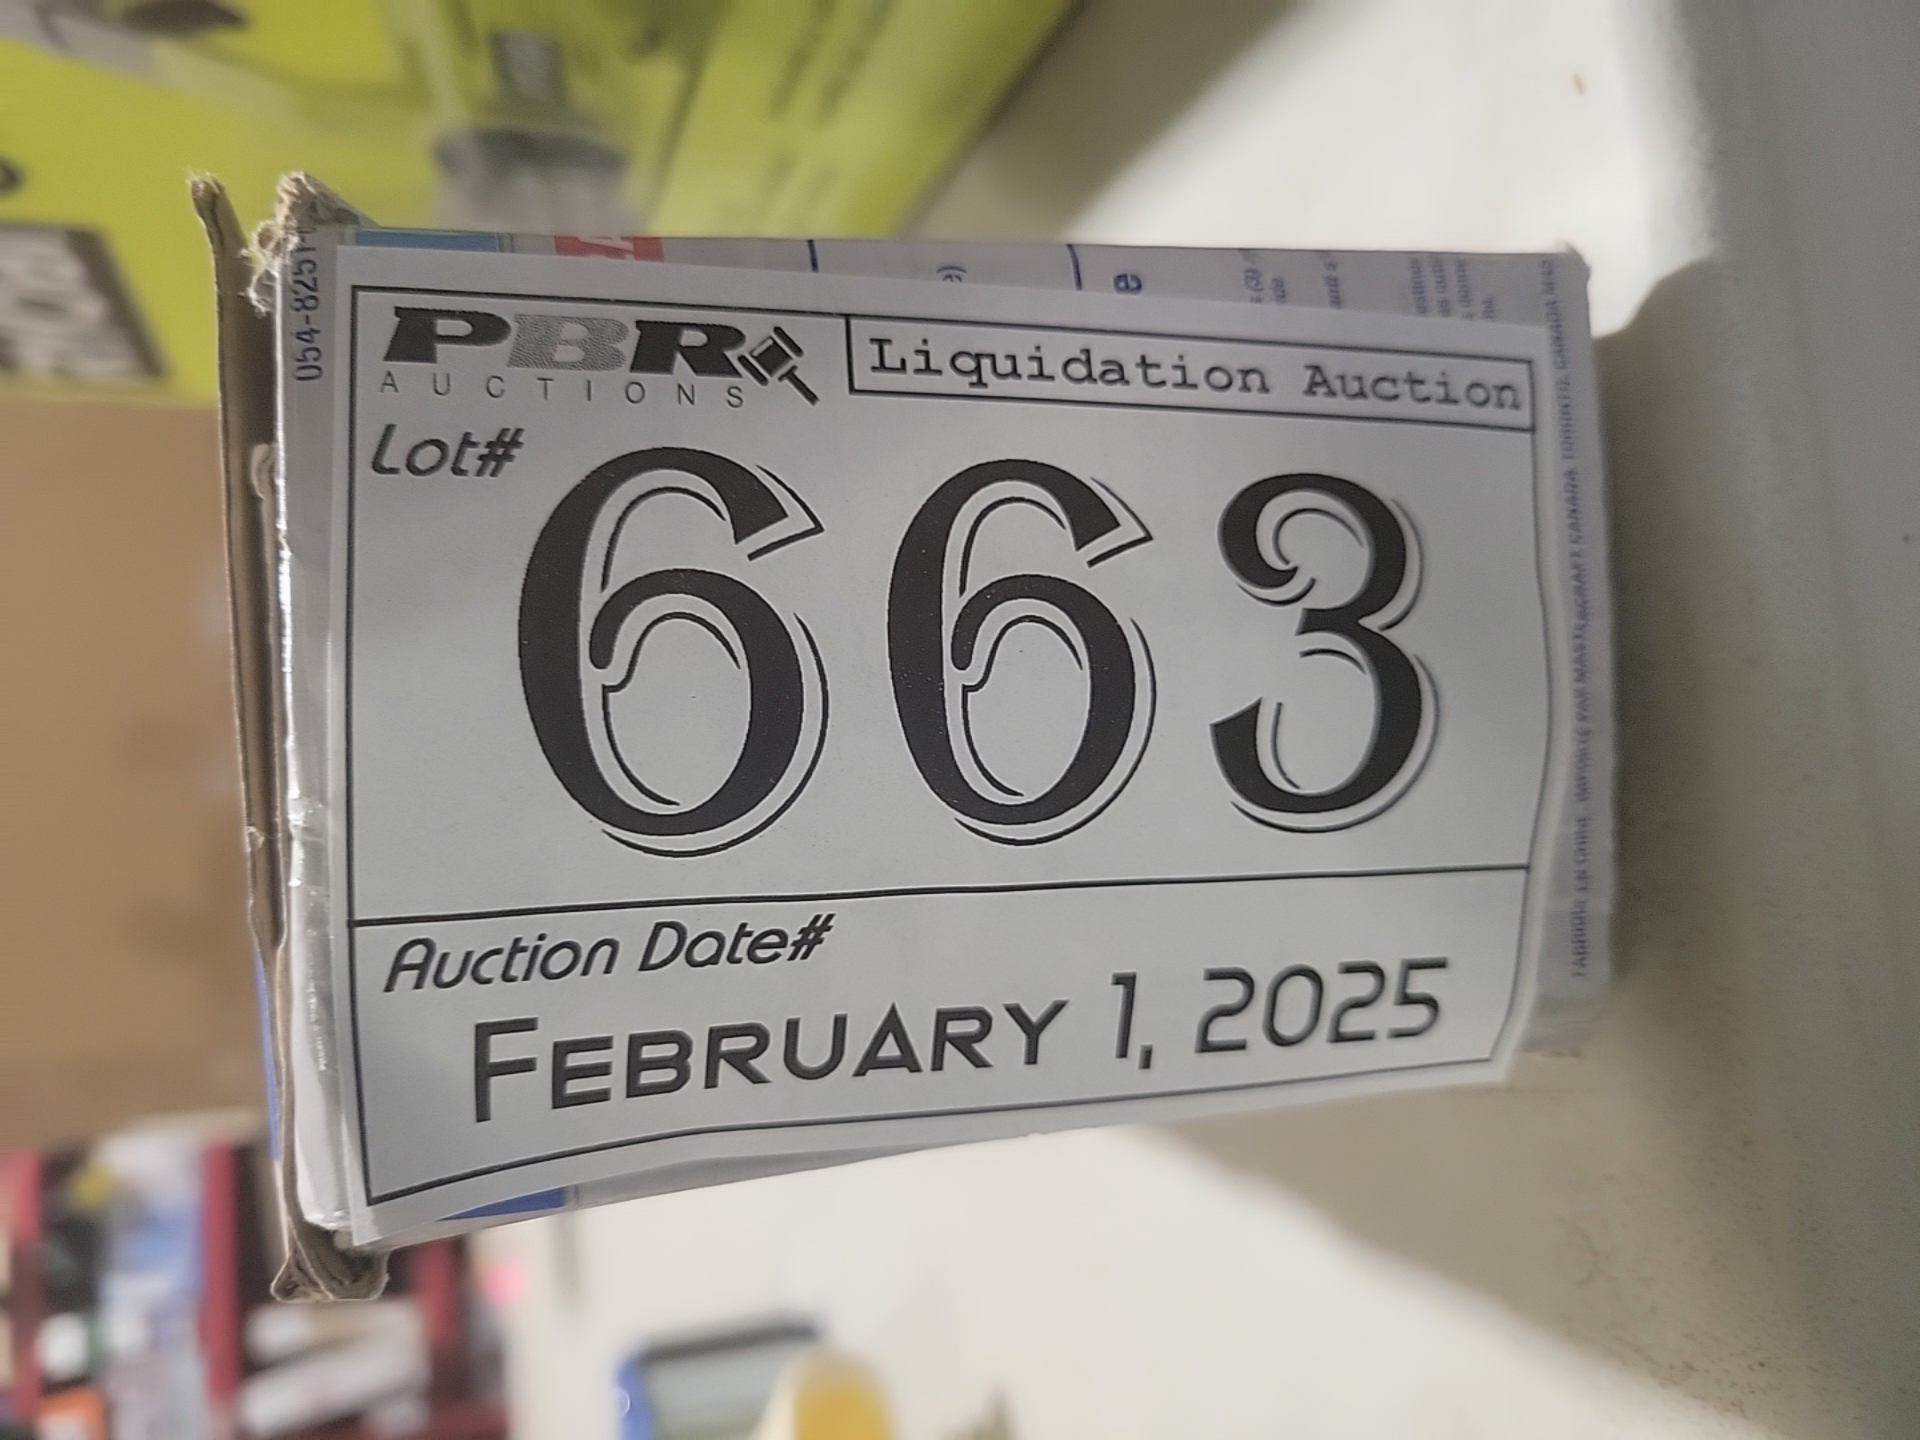 PBR
AUCTIONS
Liquidation Auction
Lot#
663
Auction Date#
FEBRUARY 1, 2025
054-8251